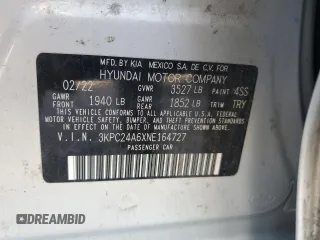 MFD. BY KIA MEXICO S.A. DE C.V. FOR
HYUNDAI MOTOR COMPANY
02/22 GVWR 3527 LB PAINT 4SS
GAWR FRONT 1940 LB GAWR REAR 1852 LB TRIM TRY
THIS VEHICLE CONFORMS TO ALL APPLICABLE
U.S. FEDERAL MOTOR VEHICLE SAFETY, BUMPER,
AND THEFT PREVENTION STANDARDS IN EFFECT
ON THE DATE OF MANUFACTURE SHOWN ABOVE.
V.I.N. 3KPC24A6XNE164727
PASSENGER CAR
DREAMBID